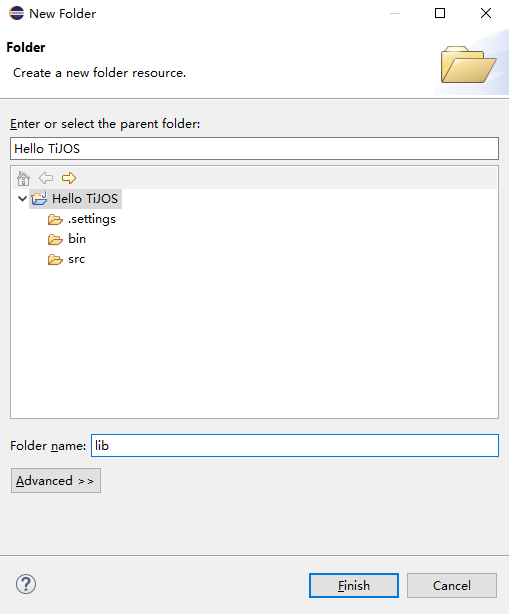 New Folder
Folder
Create a new folder resource.
Enter or select the parent folder:
Hello TiJOS
Hello TiJOS
.settings
bin
src
Folder name: lib
Advanced >>
? Finish Cancel